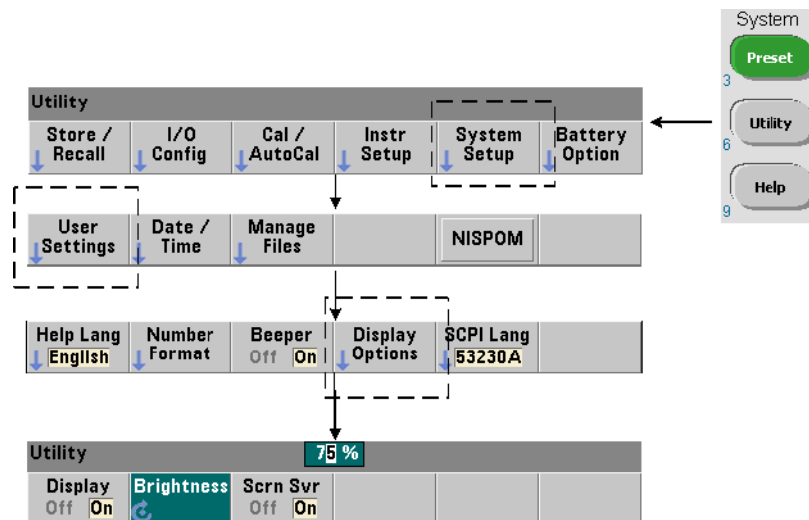 System
Preset
3
Utility
6
Help
9
Utility
Store / Recall
I/O Config
Cal / AutoCal
Instr Setup
System Setup
Battery Option
User Settings
Date / Time
Manage Files
NISPOM
Help Lang
English
Number Format
Beeper
Off On
Display Options
SCPI Lang
53230A
Utility
75 %
Display
Off On
Brightness
Scrn Svr
Off On